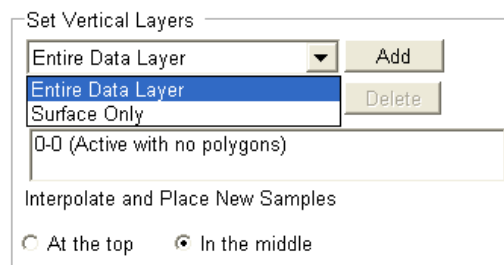 Set Vertical Layers
Entire Data Layer Add
Entire Data Layer
Delete
Surface Only
0-0 (Active with no polygons)
Interpolate and Place New Samples
At the top In the middle